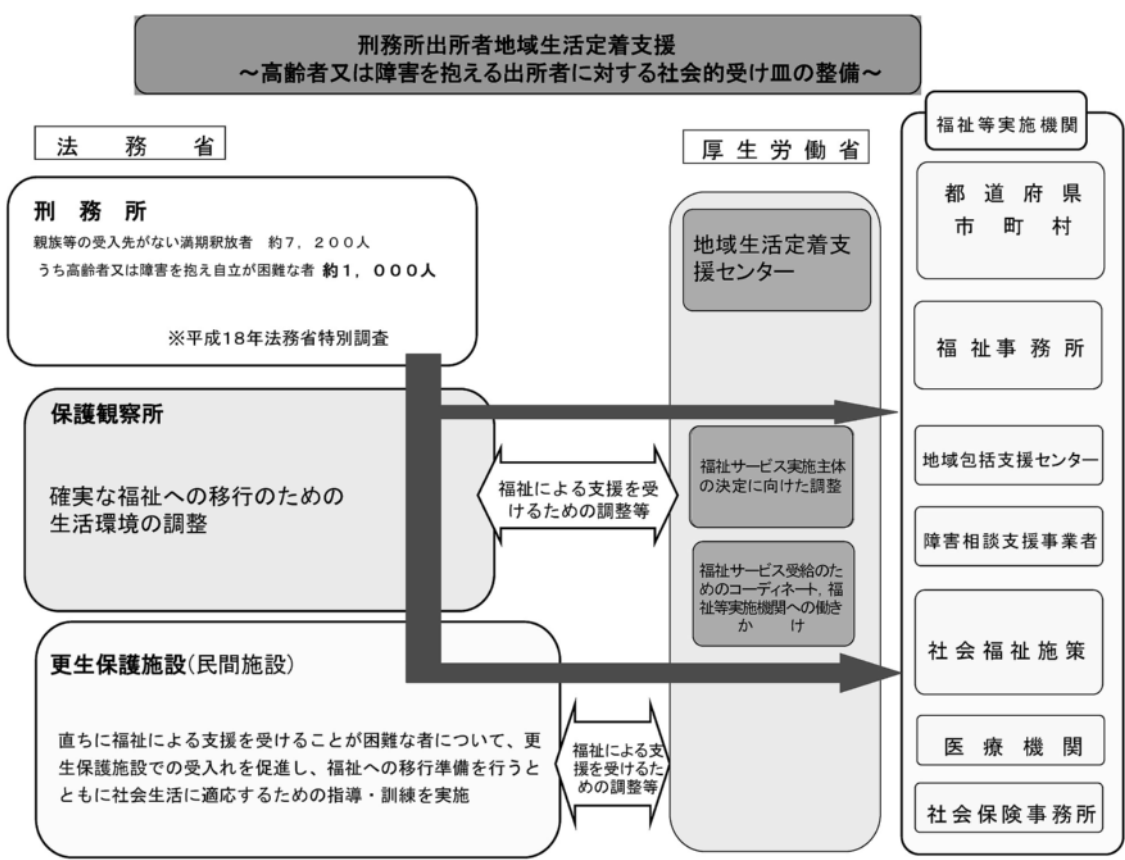 刑務所出所者地域生活定着支援
～高齢者又は障害を抱える出所者に対する社会的受け皿の整備～
法務省
刑務所
親族等の受入先がない満期釈放者 約７，２００人
うち高齢者又は障害を抱え自立が困難な者 約１，０００人
※平成18年法務省特別調査
保護観察所
確実な福祉への移行のための
生活環境の調整
更生保護施設(民間施設)
直ちに福祉による支援を受けることが困難な者について、更
生保護施設での受入れを促進し、福祉への移行準備を行うと
ともに社会生活に適応するための指導・訓練を実施
福祉による支援を受
けるための調整等
福祉による支
援を受けるた
めの調整等
厚生労働省
地域生活定着支
援センター
福祉サービス実施主体
の決定に向けた調整
福祉サービス受給のた
めのコーディネート，福
祉等実施機関への働き
かけ
福祉等実施機関
都道府県
市町村
福祉事務所
地域包括支援センター
障害相談支援事業者
社会福祉施策
医療機関
社会保険事務所